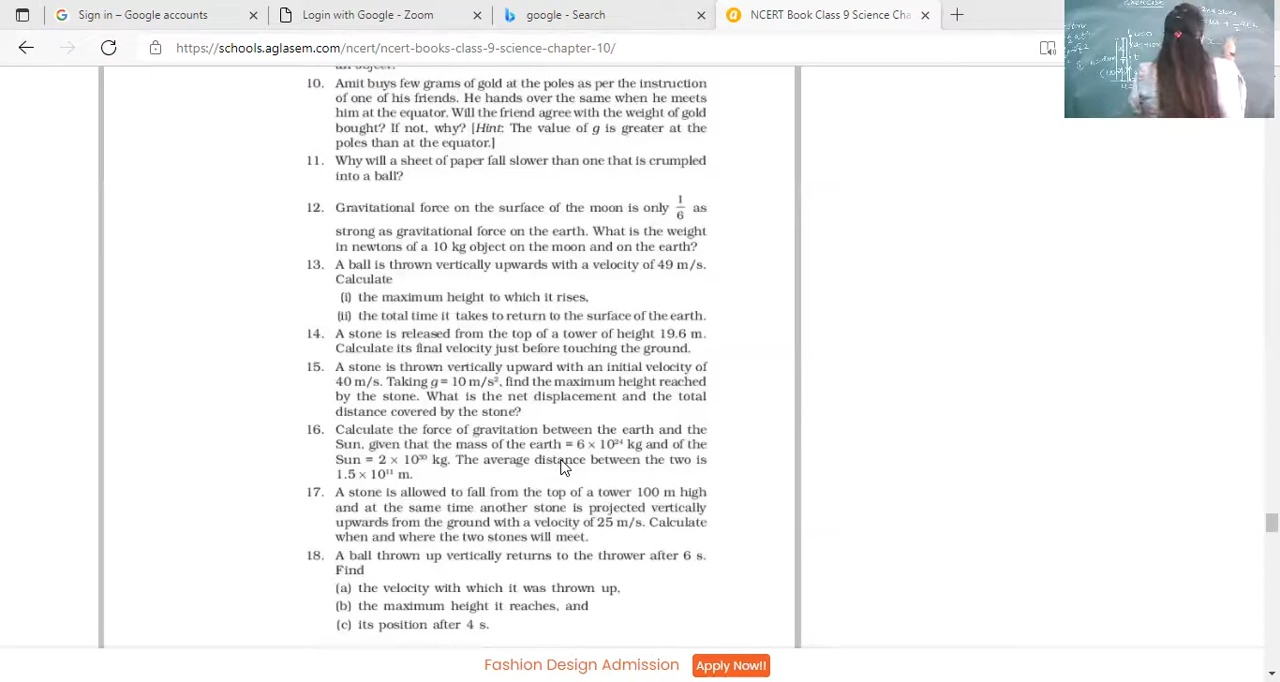 Sign in – Google accounts
Login with Google - Zoom
google - Search
NCERT Book Class 9 Science Cha
https://schools.aglasem.com/ncert/ncert-books-class-9-science-chapter-10/
an object.
10. Amit buys few grams of gold at the poles as per the instruction
of one of his friends. He hands over the same when he meets
him at the equator. Will the friend agree with the weight of gold
bought? If not, why? [Hint: The value of g is greater at the
poles than at the equator.]
11. Why will a sheet of paper fall slower than one that is crumpled
into a ball?
12. Gravitational force on the surface of the moon is only 1/6 as
strong as gravitational force on the earth. What is the weight
in newtons of a 10 kg object on the moon and on the earth?
13. A ball is thrown vertically upwards with a velocity of 49 m/s.
Calculate
(i) the maximum height to which it rises,
(ii) the total time it takes to return to the surface of the earth.
14. A stone is released from the top of a tower of height 19.6 m.
Calculate its final velocity just before touching the ground.
15. A stone is thrown vertically upward with an initial velocity of
40 m/s. Taking g = 10 m/s², find the maximum height reached
by the stone. What is the net displacement and the total
distance covered by the stone?
16. Calculate the force of gravitation between the earth and the
Sun, given that the mass of the earth = 6 × 10²⁴ kg and of the
Sun = 2 × 10³⁰ kg. The average distance between the two is
1.5 × 10¹¹ m.
17. A stone is allowed to fall from the top of a tower 100 m high
and at the same time another stone is projected vertically
upwards from the ground with a velocity of 25 m/s. Calculate
when and where the two stones will meet.
18. A ball thrown up vertically returns to the thrower after 6 s.
Find
(a) the velocity with which it was thrown up,
(b) the maximum height it reaches, and
(c) its position after 4 s.
Fashion Design Admission
Apply Now!!